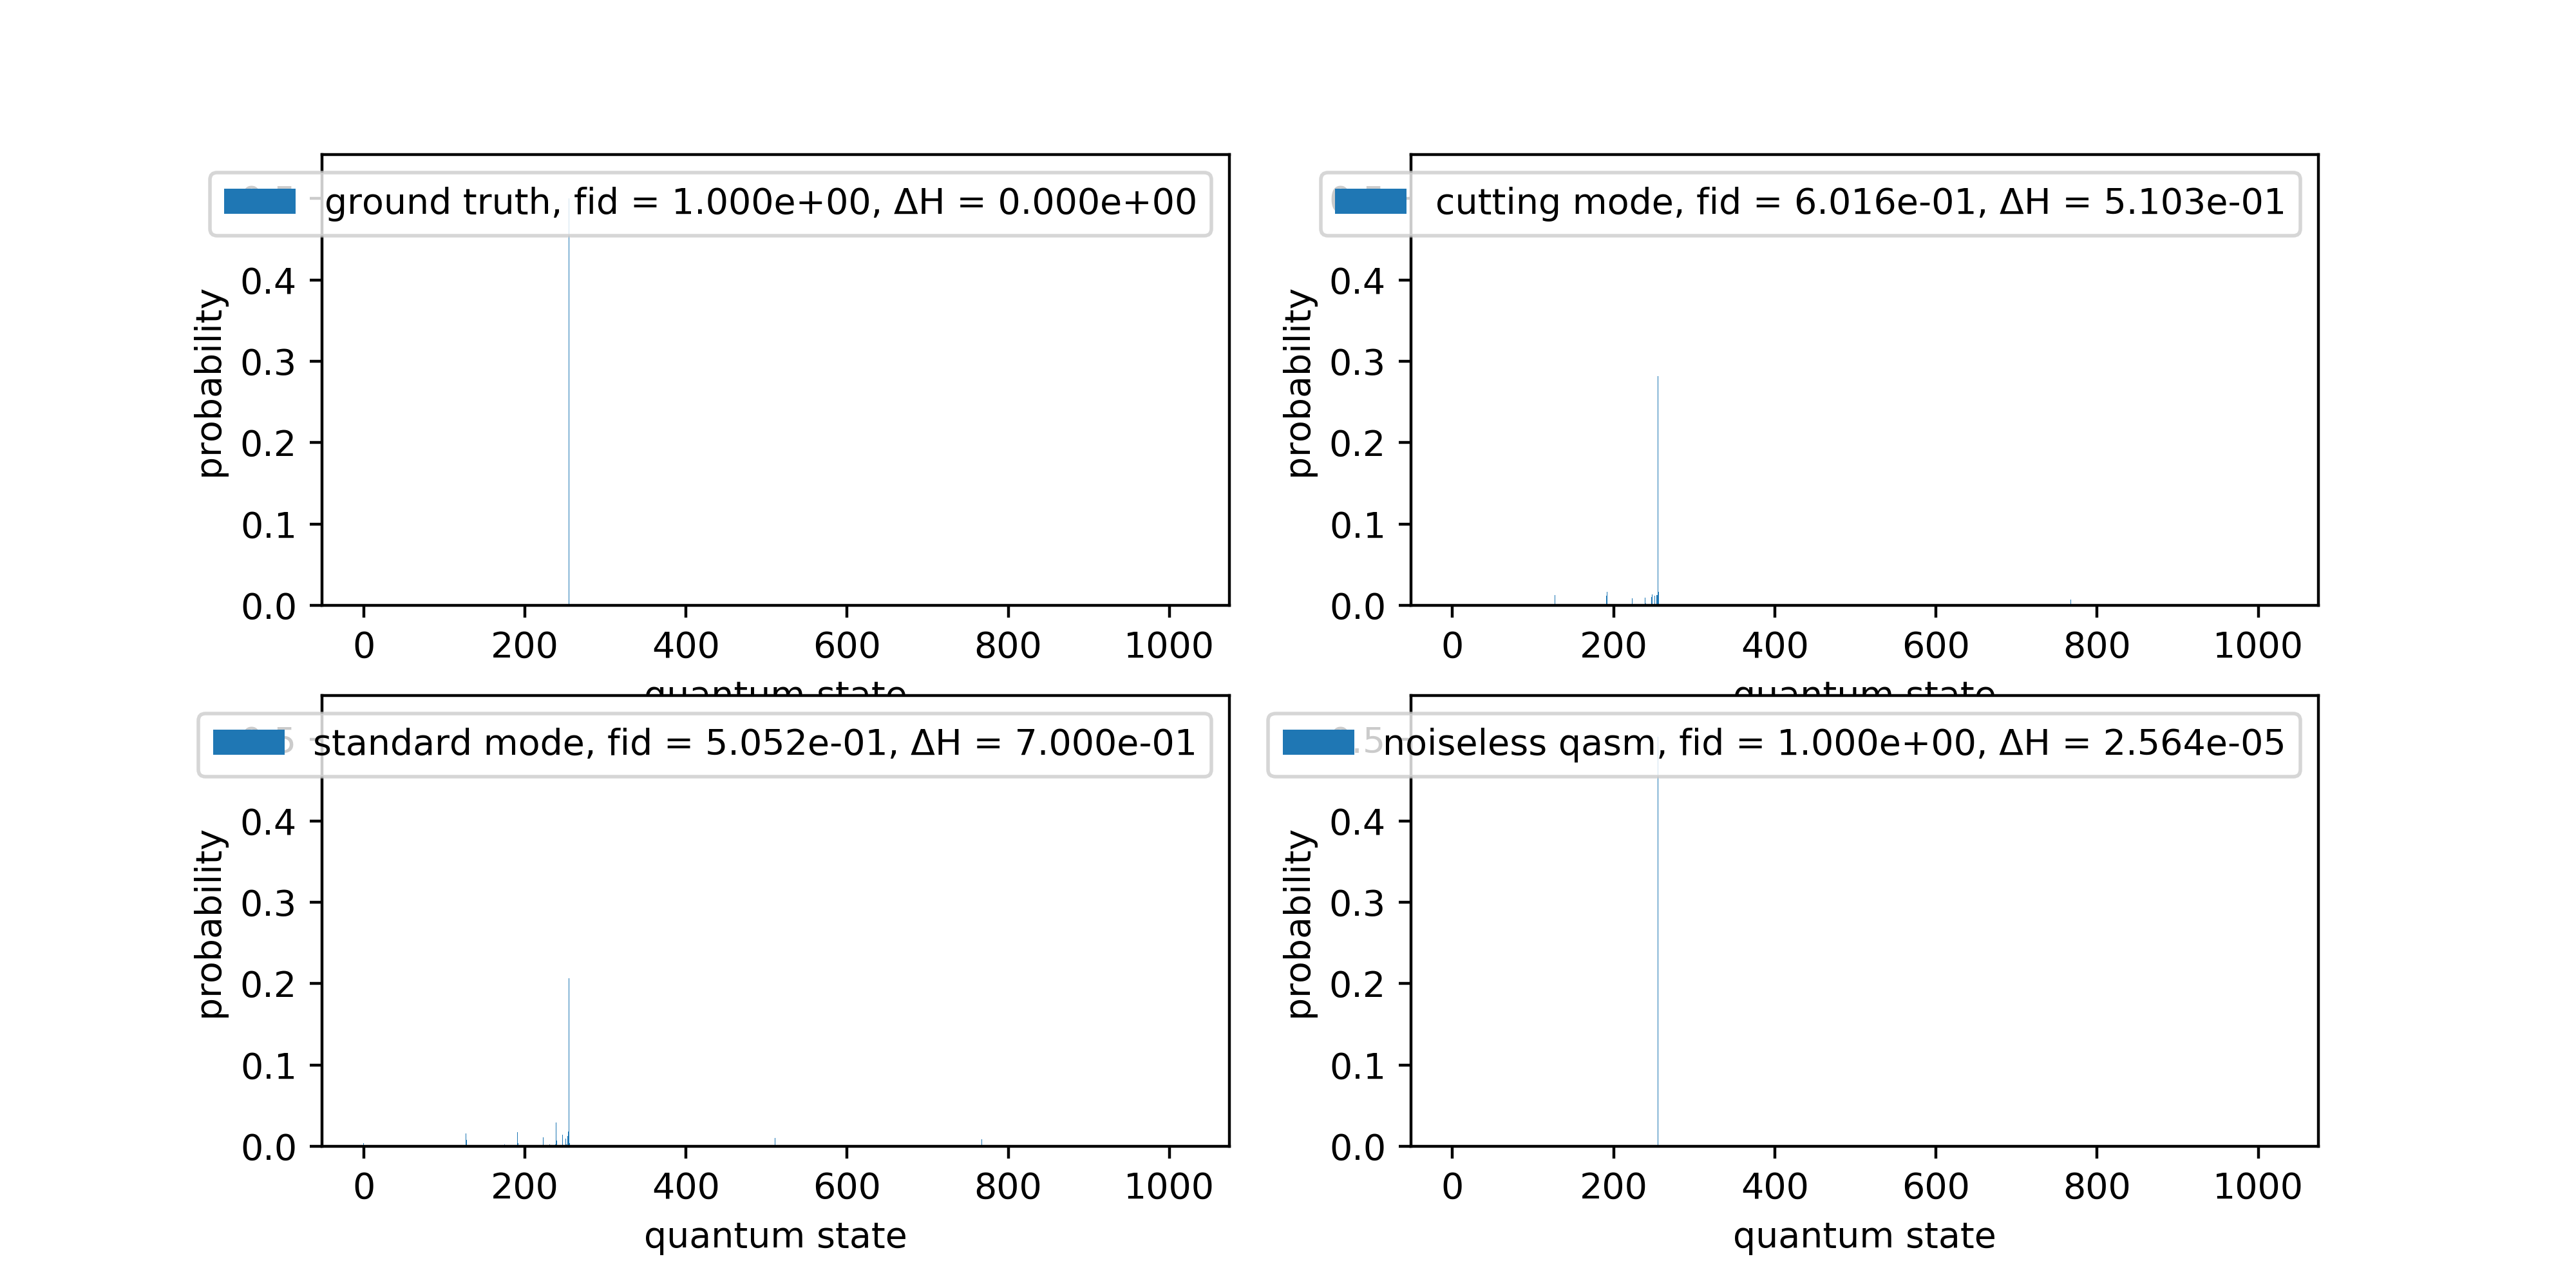 ground truth, fid = 1.000e+00, ΔH = 0.000e+00
probability
0.4
0.3
0.2
0.1
0.0
0 200 400 600 800 1000
quantum state
cutting mode, fid = 6.016e-01, ΔH = 5.103e-01
probability
0.4
0.3
0.2
0.1
0.0
0 200 400 600 800 1000
quantum state
standard mode, fid = 5.052e-01, ΔH = 7.000e-01
probability
0.4
0.3
0.2
0.1
0.0
0 200 400 600 800 1000
quantum state
noiseless qasm, fid = 1.000e+00, ΔH = 2.564e-05
probability
0.4
0.3
0.2
0.1
0.0
0 200 400 600 800 1000
quantum state